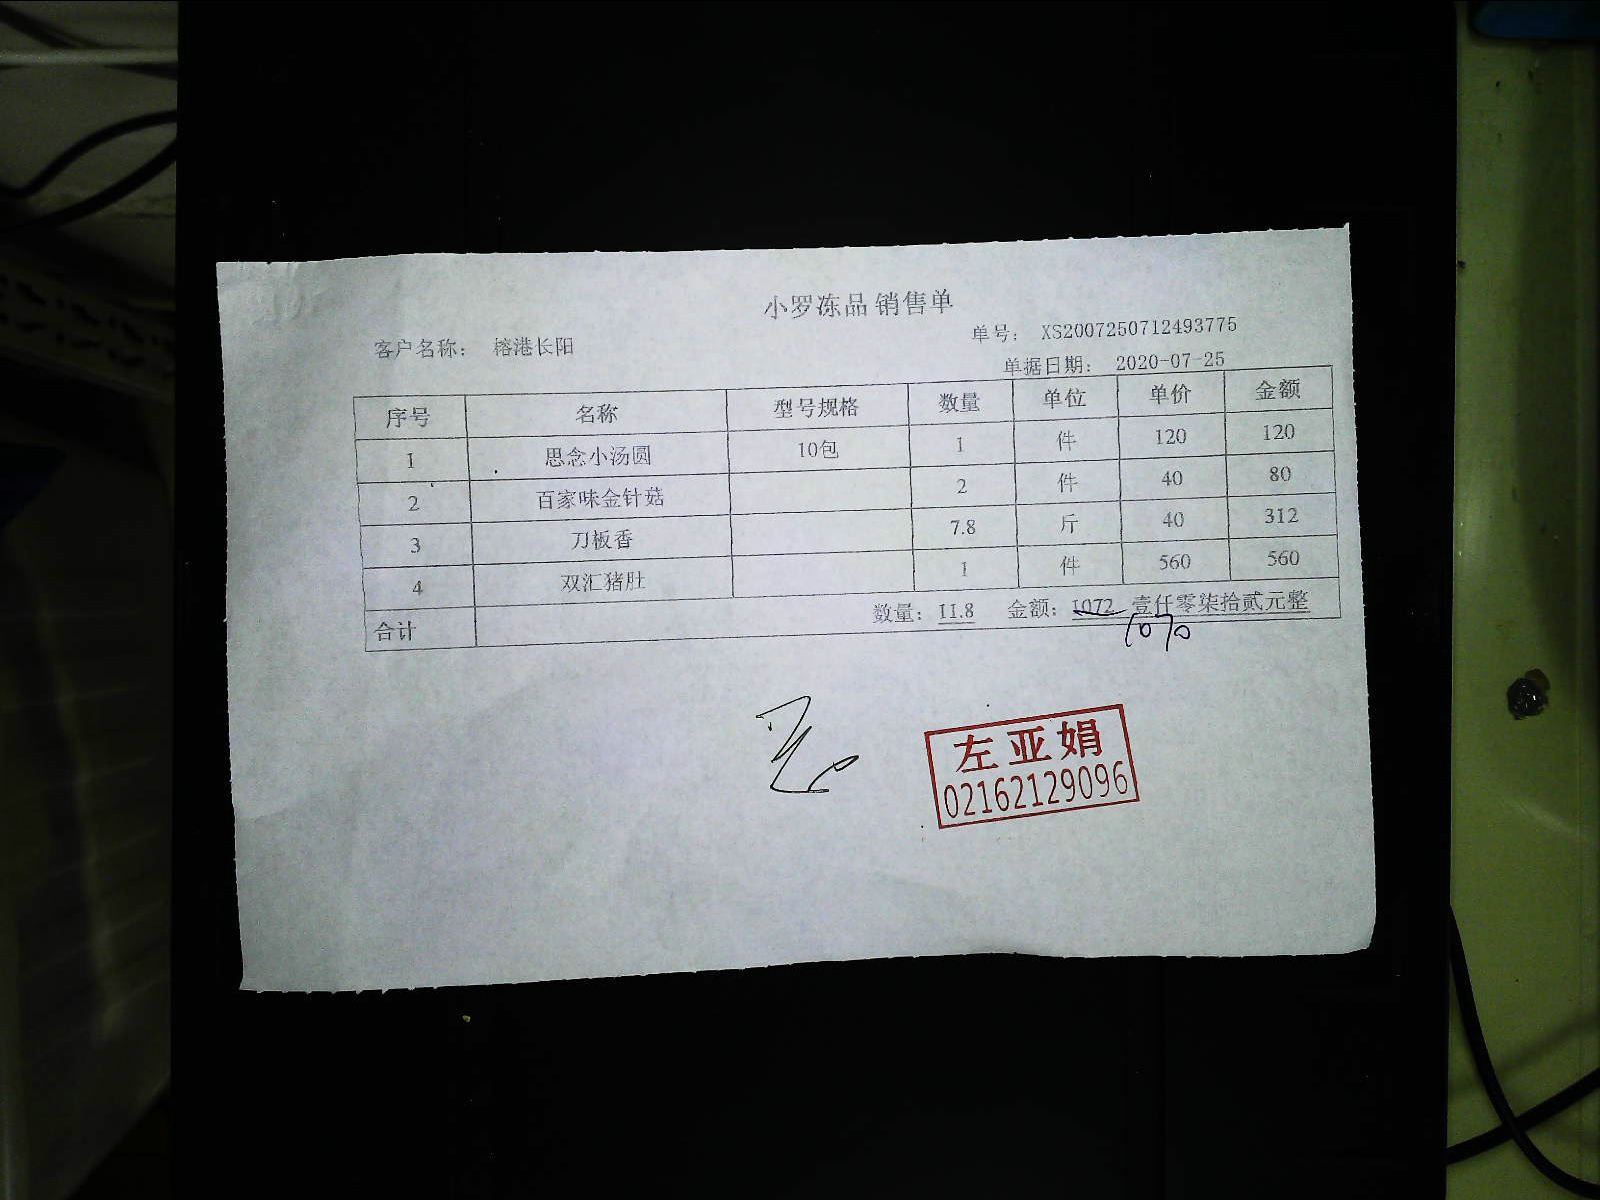 小罗冻品 销售单
单号： XS2007250712493775
客户名称： 榕港长阳
单据日期： 2020-07-25
序号 名称 型号规格 数量 单位 单价 金额
1 思念小汤圆 10包 1 件 120 120
2 百家味金针菇 2 件 40 80
3 刀板香 7.8 斤 40 312
4 双汇猪肚 1 件 560 560
合计 数量：11.8 金额：1072 壹仟零柒拾贰元整
1070
左亚娟
02162129096